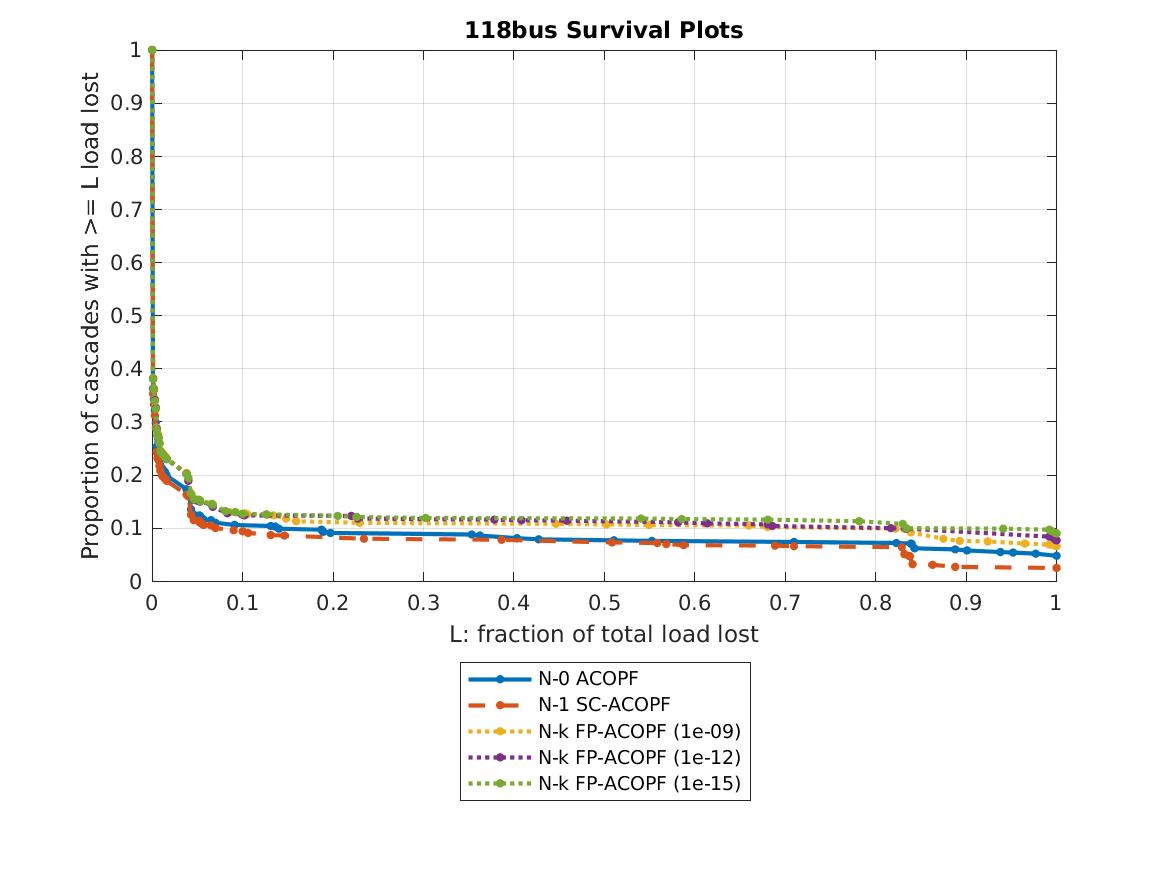 118bus Survival Plots
Proportion of cascades with >= L load lost
1
0.9
0.8
0.7
0.6
0.5
0.4
0.3
0.2
0.1
0
0 0.1 0.2 0.3 0.4 0.5 0.6 0.7 0.8 0.9 1
L: fraction of total load lost
N-0 ACOPF
N-1 SC-ACOPF
N-k FP-ACOPF (1e-09)
N-k FP-ACOPF (1e-12)
N-k FP-ACOPF (1e-15)